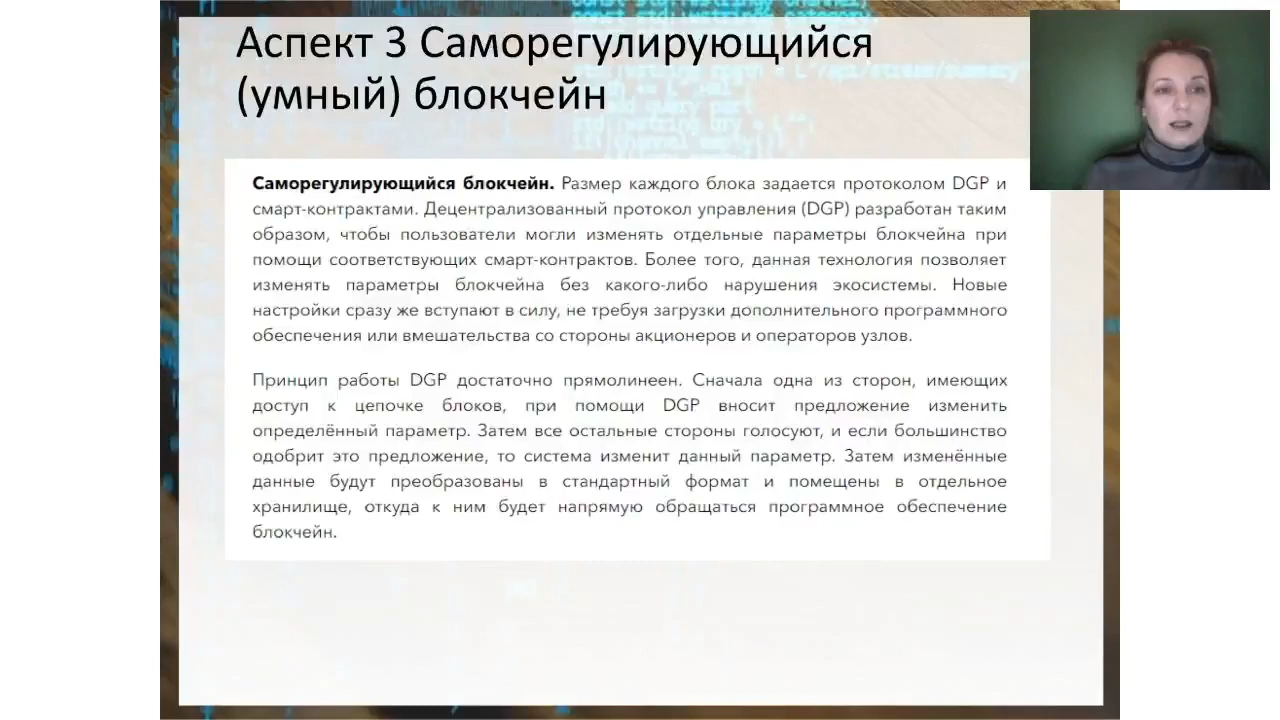 Аспект 3 Саморегулирующийся
(умный) блокчейн
Саморегулирующийся блокчейн. Размер каждого блока задается протоколом DGP и
смарт-контрактами. Децентрализованный протокол управления (DGP) разработан таким
образом, чтобы пользователи могли изменять отдельные параметры блокчейна при
помощи соответствующих смарт-контрактов. Более того, данная технология позволяет
изменять параметры блокчейна без какого-либо нарушения экосистемы. Новые
настройки сразу же вступают в силу, не требуя загрузки дополнительного программного
обеспечения или вмешательства со стороны акционеров и операторов узлов.
Принцип работы DGP достаточно прямолинеен. Сначала одна из сторон, имеющих
доступ к цепочке блоков, при помощи DGP вносит предложение изменить
определённый параметр. Затем все остальные стороны голосуют, и если большинство
одобрит это предложение, то система изменит данный параметр. Затем изменённые
данные будут преобразованы в стандартный формат и помещены в отдельное
хранилище, откуда к ним будет напрямую обращаться программное обеспечение
блокчейн.